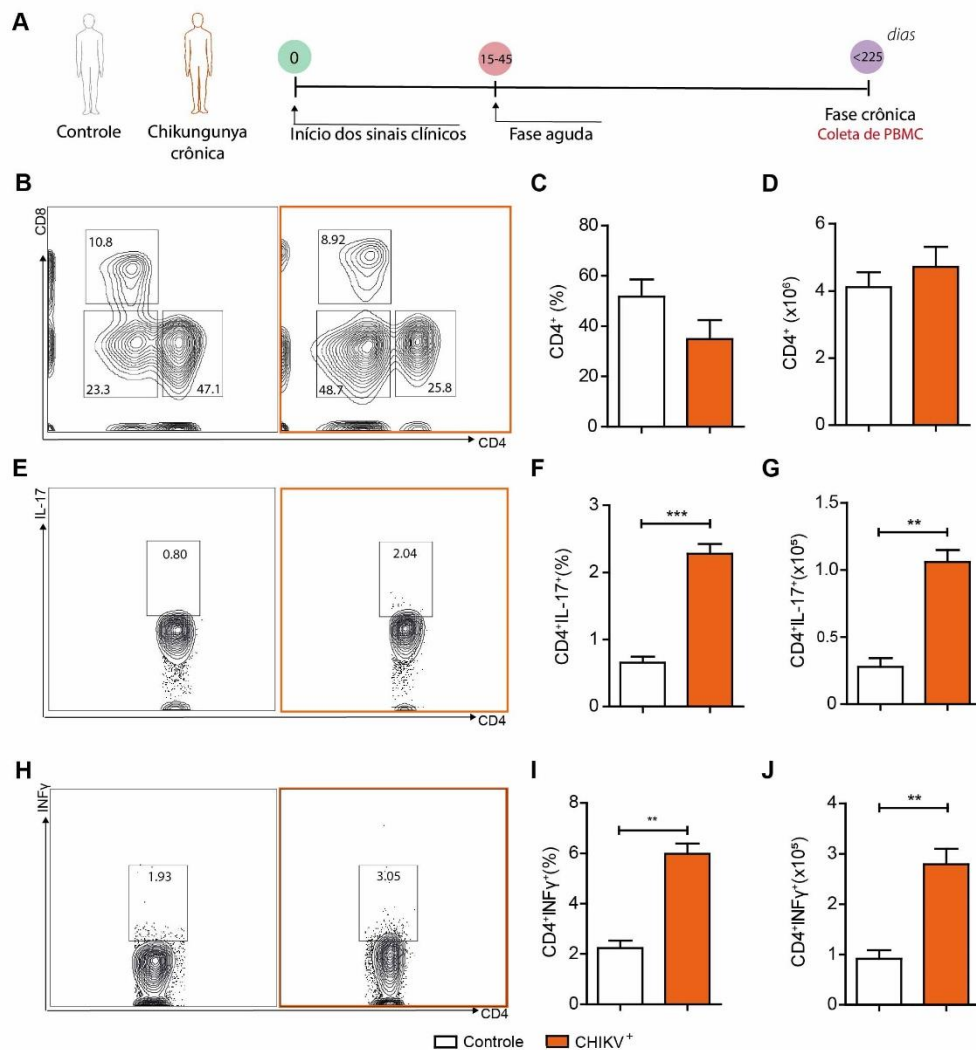 A
Controle
Chikungunya
crônica
0
15-45
<225
dias
Início dos sinais clínicos
Fase aguda
Fase crônica
Coleta de PBMC
B
CD8
10.8
23.3
47.1
8.92
48.7
25.8
CD4
C
CD4⁺ (%)
80
60
40
20
0
D
CD4⁺ (x10⁶)
6
4
2
0
E
IL-17
0.80
2.04
CD4
F
CD4⁺IL-17⁺(%)
3
2
1
0
***
G
CD4⁺IL-17⁺(x10⁵)
1.5
1.0
0.5
0
**
H
INFγ
1.93
3.05
CD4
I
CD4⁺INFγ⁺(%)
8
6
4
2
0
**
J
CD4⁺INFγ⁺(x10⁵)
4
3
2
1
0
**
Controle
CHIKV⁺